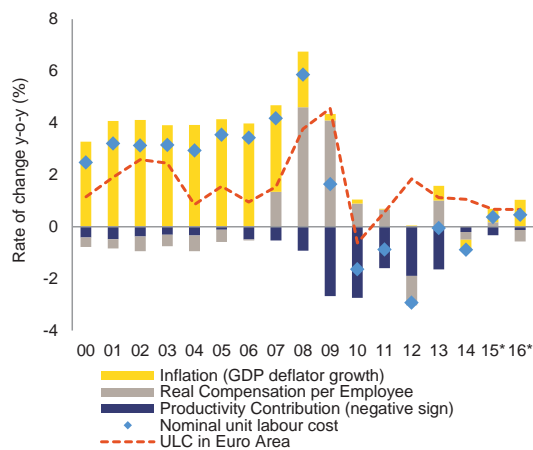 Rate of change y-o-y (%)
8
6
4
2
0
-2
-4
00 01 02 03 04 05 06 07 08 09 10 11 12 13 14 15* 16*
Inflation (GDP deflator growth)
Real Compensation per Employee
Productivity Contribution (negative sign)
Nominal unit labour cost
ULC in Euro Area